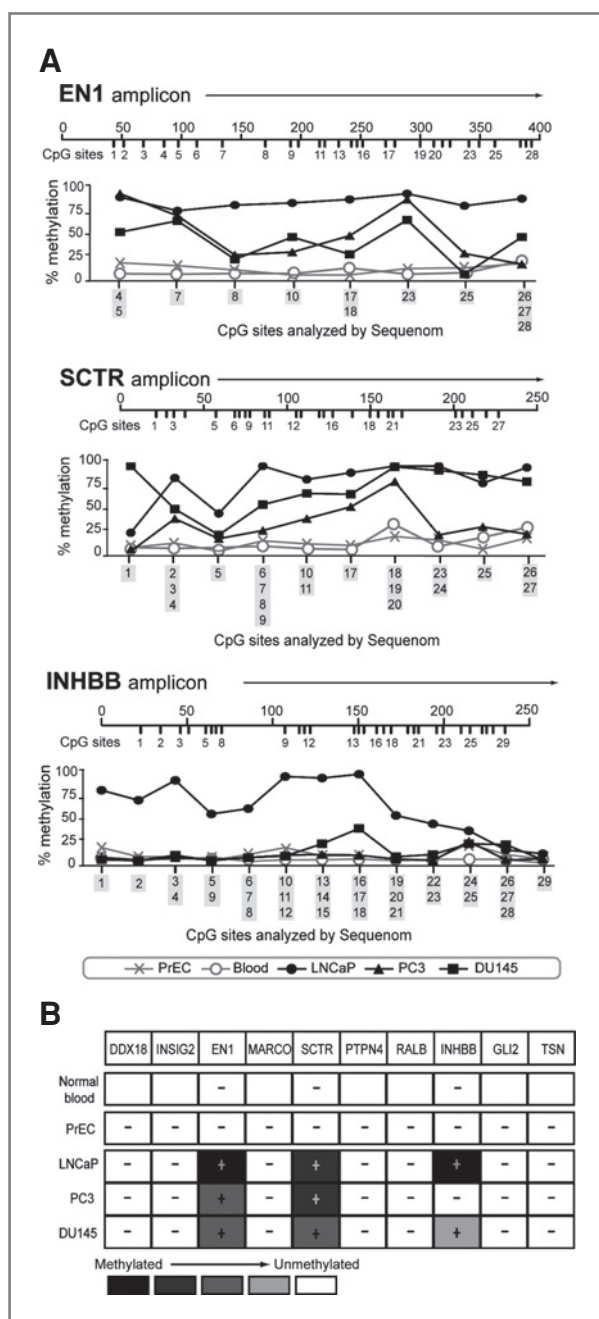 A
EN1 amplicon
0 50 100 150 200 250 300 350 400
CpG sites 1 2 3 4 5 6 7 8 9 10 11 12 14 16 17 19 20 23 25 28
% methylation
100
75
50
25
0
4 7 8 10 17 23 25 26
5 18 27
28
CpG sites analyzed by Sequenom
SCTR amplicon
0 50 100 150 200 250
CpG sites 1 3 5 6 7 9 11 12 16 18 21 23 25 27
% methylation
100
75
50
25
0
1 2 5 6 10 17 18 23 25 26
3 7 11 19 24 27
4 8 20
9
CpG sites analyzed by Sequenom
INHBB amplicon
0 50 100 150 200 250
CpG sites 1 2 3 5 6 8 9 12 13 16 18 21 23 25 29
% methylation
100
75
50
25
0
1 2 3 5 6 10 13 16 19 22 24 26 29
4 9 7 11 14 17 20 23 25 27
8 12 15 18 21 28
CpG sites analyzed by Sequenom
PrEC Blood LNCaP PC3 DU145
B
DDX18 INSIG2 EN1 MARCO SCTR PTPN4 RALB INHBB GLI2 TSN
Normal blood - - -
PrEC - - - - - - - - - -
LNCaP - - + - + - - + - -
PC3 - - + - + - - - - -
DU145 - - + - + - - + - -
Methylated Unmethylated